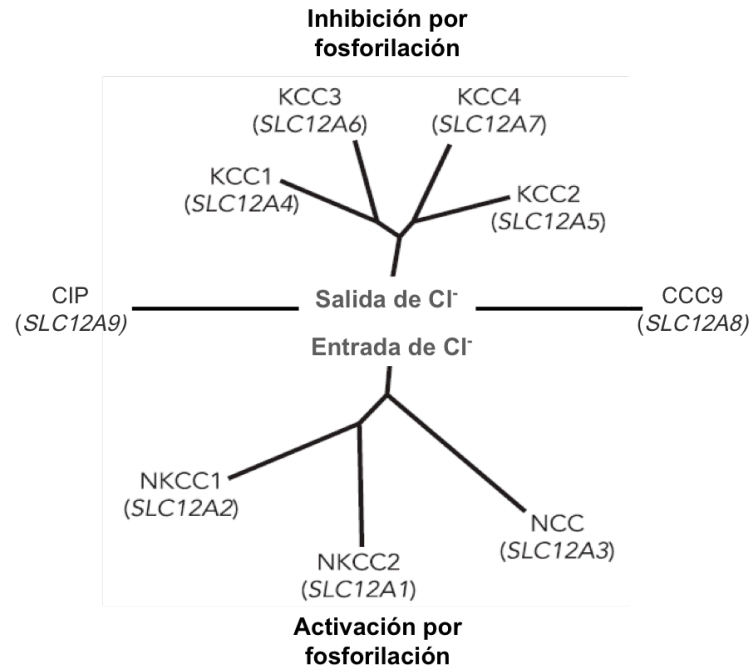 Inhibición por
fosforilación
KCC3
(SLC12A6)
KCC4
(SLC12A7)
KCC1
(SLC12A4)
KCC2
(SLC12A5)
CIP
(SLC12A9)
Salida de Cl⁻
CCC9
(SLC12A8)
Entrada de Cl⁻
NKCC1
(SLC12A2)
NCC
(SLC12A3)
NKCC2
(SLC12A1)
Activación por
fosforilación